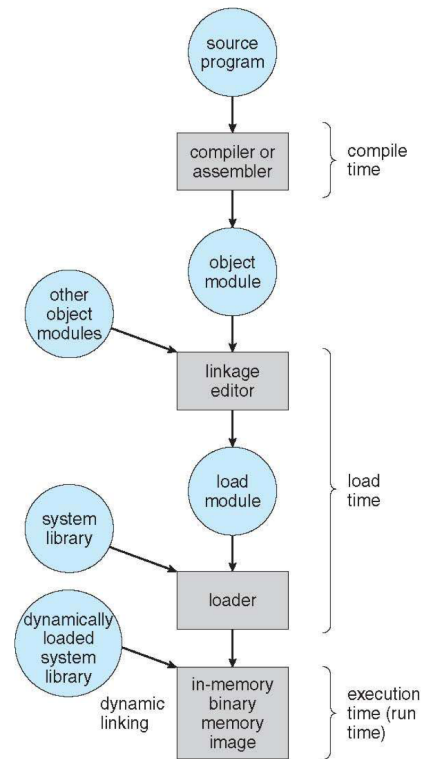 source
program
compiler or
assembler
compile
time
object
module
other
object
modules
linkage
editor
load
module
load
time
system
library
loader
dynamically
loaded
system
library
dynamic
linking
in-memory
binary
memory
image
execution
time (run
time)